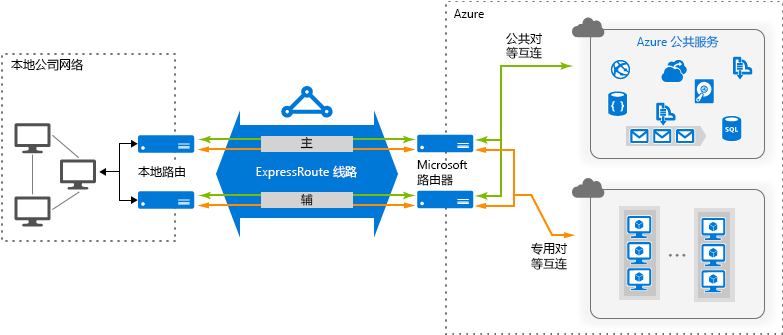 Azure
公共对
等互连
Azure 公共服务
本地公司网络
主
本地路由
ExpressRoute 线路
Microsoft
路由器
辅
{ }
SQL
专用对
等互连
...